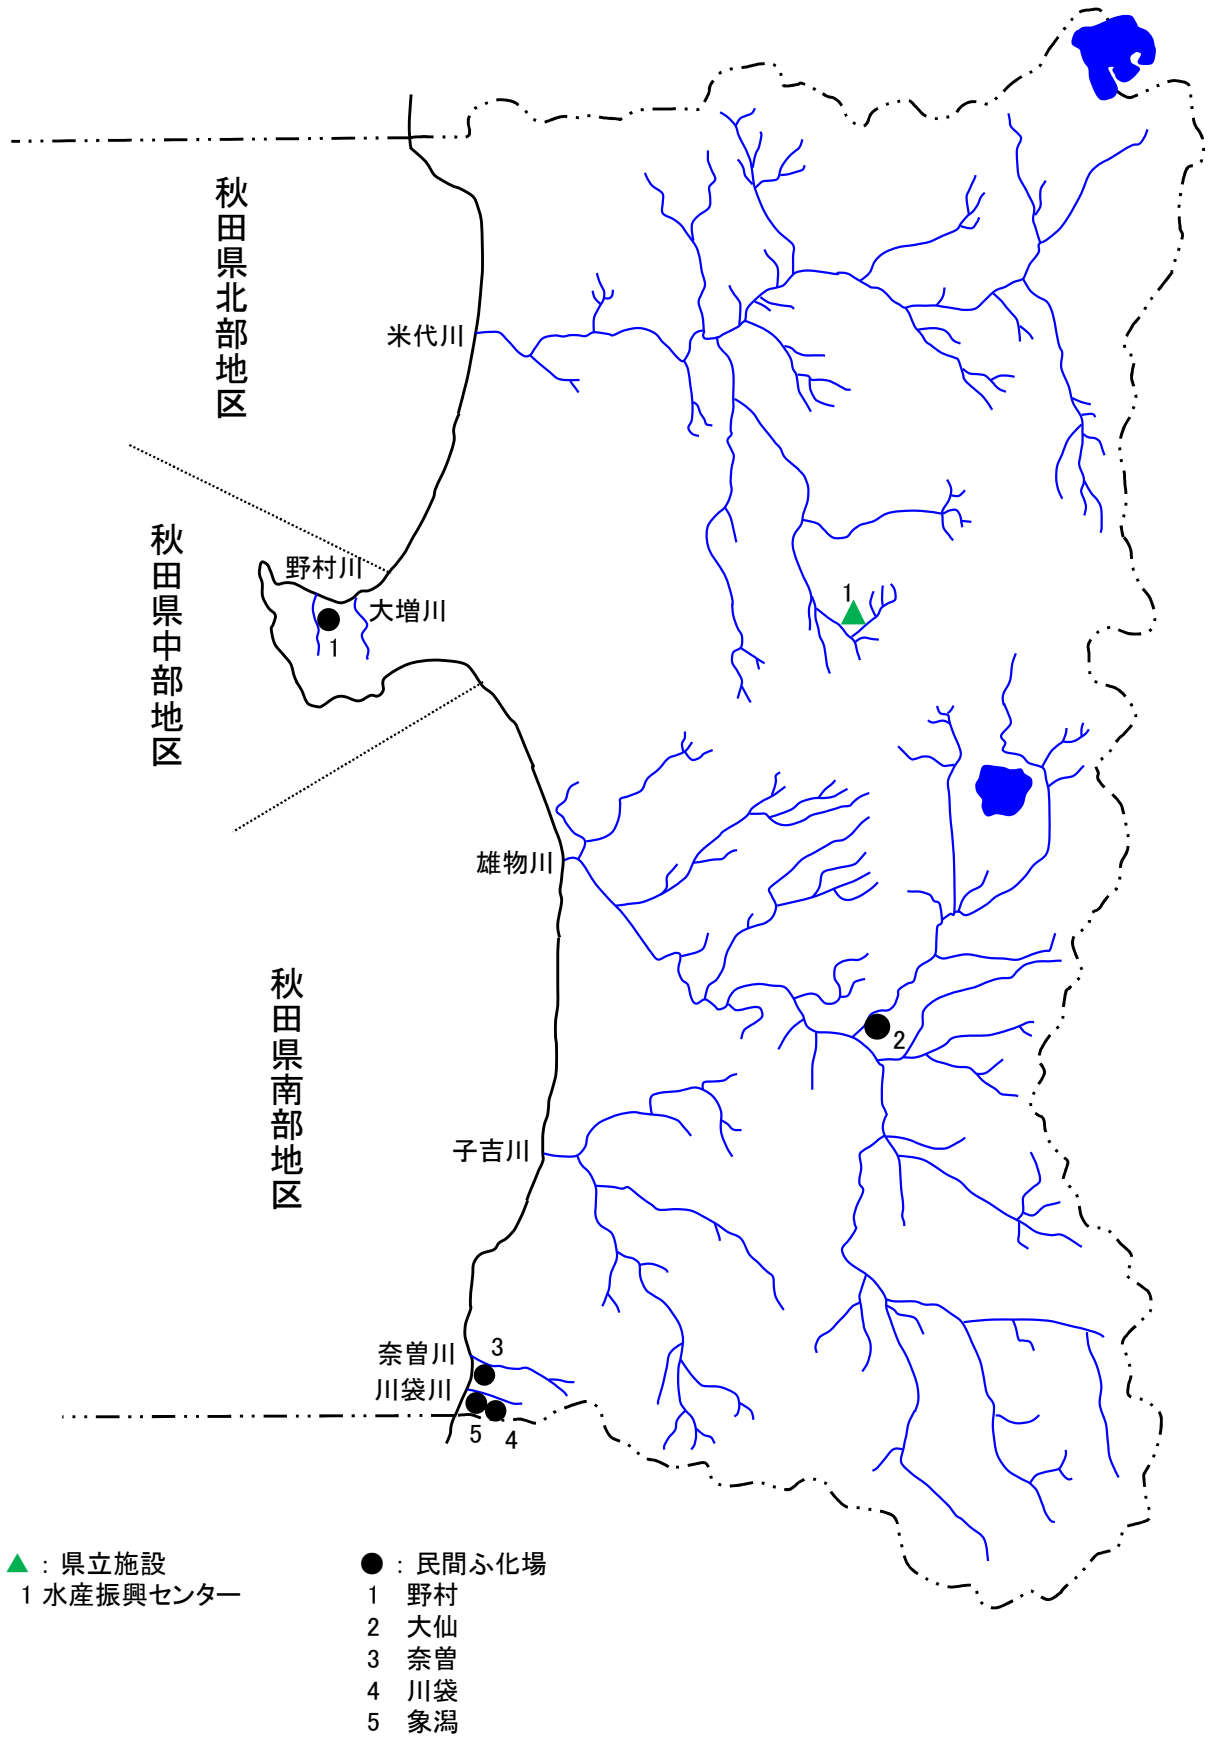 秋田県北部地区
米代川
秋田県中部地区
野村川
大増川
1
1
雄物川
秋田県南部地区
2
子吉川
奈曽川
3
川袋川
5
4
▲ : 県立施設
1 水産振興センター
● : 民間ふ化場
1 野村
2 大仙
3 奈曽
4 川袋
5 象潟